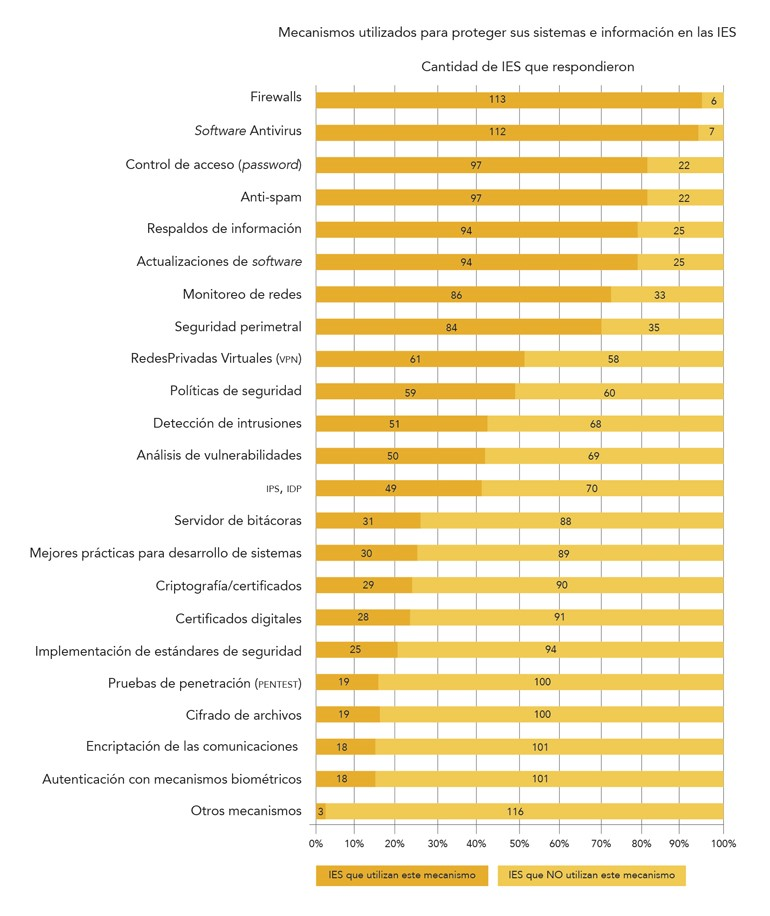 Mecanismos utilizados para proteger sus sistemas e información en las IES
Cantidad de IES que respondieron
Firewalls 113 6
Software Antivirus 112 7
Control de acceso (password) 97 22
Anti-spam 97 22
Respaldos de información 94 25
Actualizaciones de software 94 25
Monitoreo de redes 86 33
Seguridad perimetral 84 35
RedesPrivadas Virtuales (VPN) 61 58
Políticas de seguridad 59 60
Detección de intrusiones 51 68
Análisis de vulnerabilidades 50 69
IPS, IDP 49 70
Servidor de bitácoras 31 88
Mejores prácticas para desarrollo de sistemas 30 89
Criptografía/certificados 29 90
Certificados digitales 28 91
Implementación de estándares de seguridad 25 94
Pruebas de penetración (PENTEST) 19 100
Cifrado de archivos 19 100
Encriptación de las comunicaciones 18 101
Autenticación con mecanismos biométricos 18 101
Otros mecanismos 3 116
0% 10% 20% 30% 40% 50% 60% 70% 80% 90% 100%
IES que utilizan este mecanismo IES que NO utilizan este mecanismo